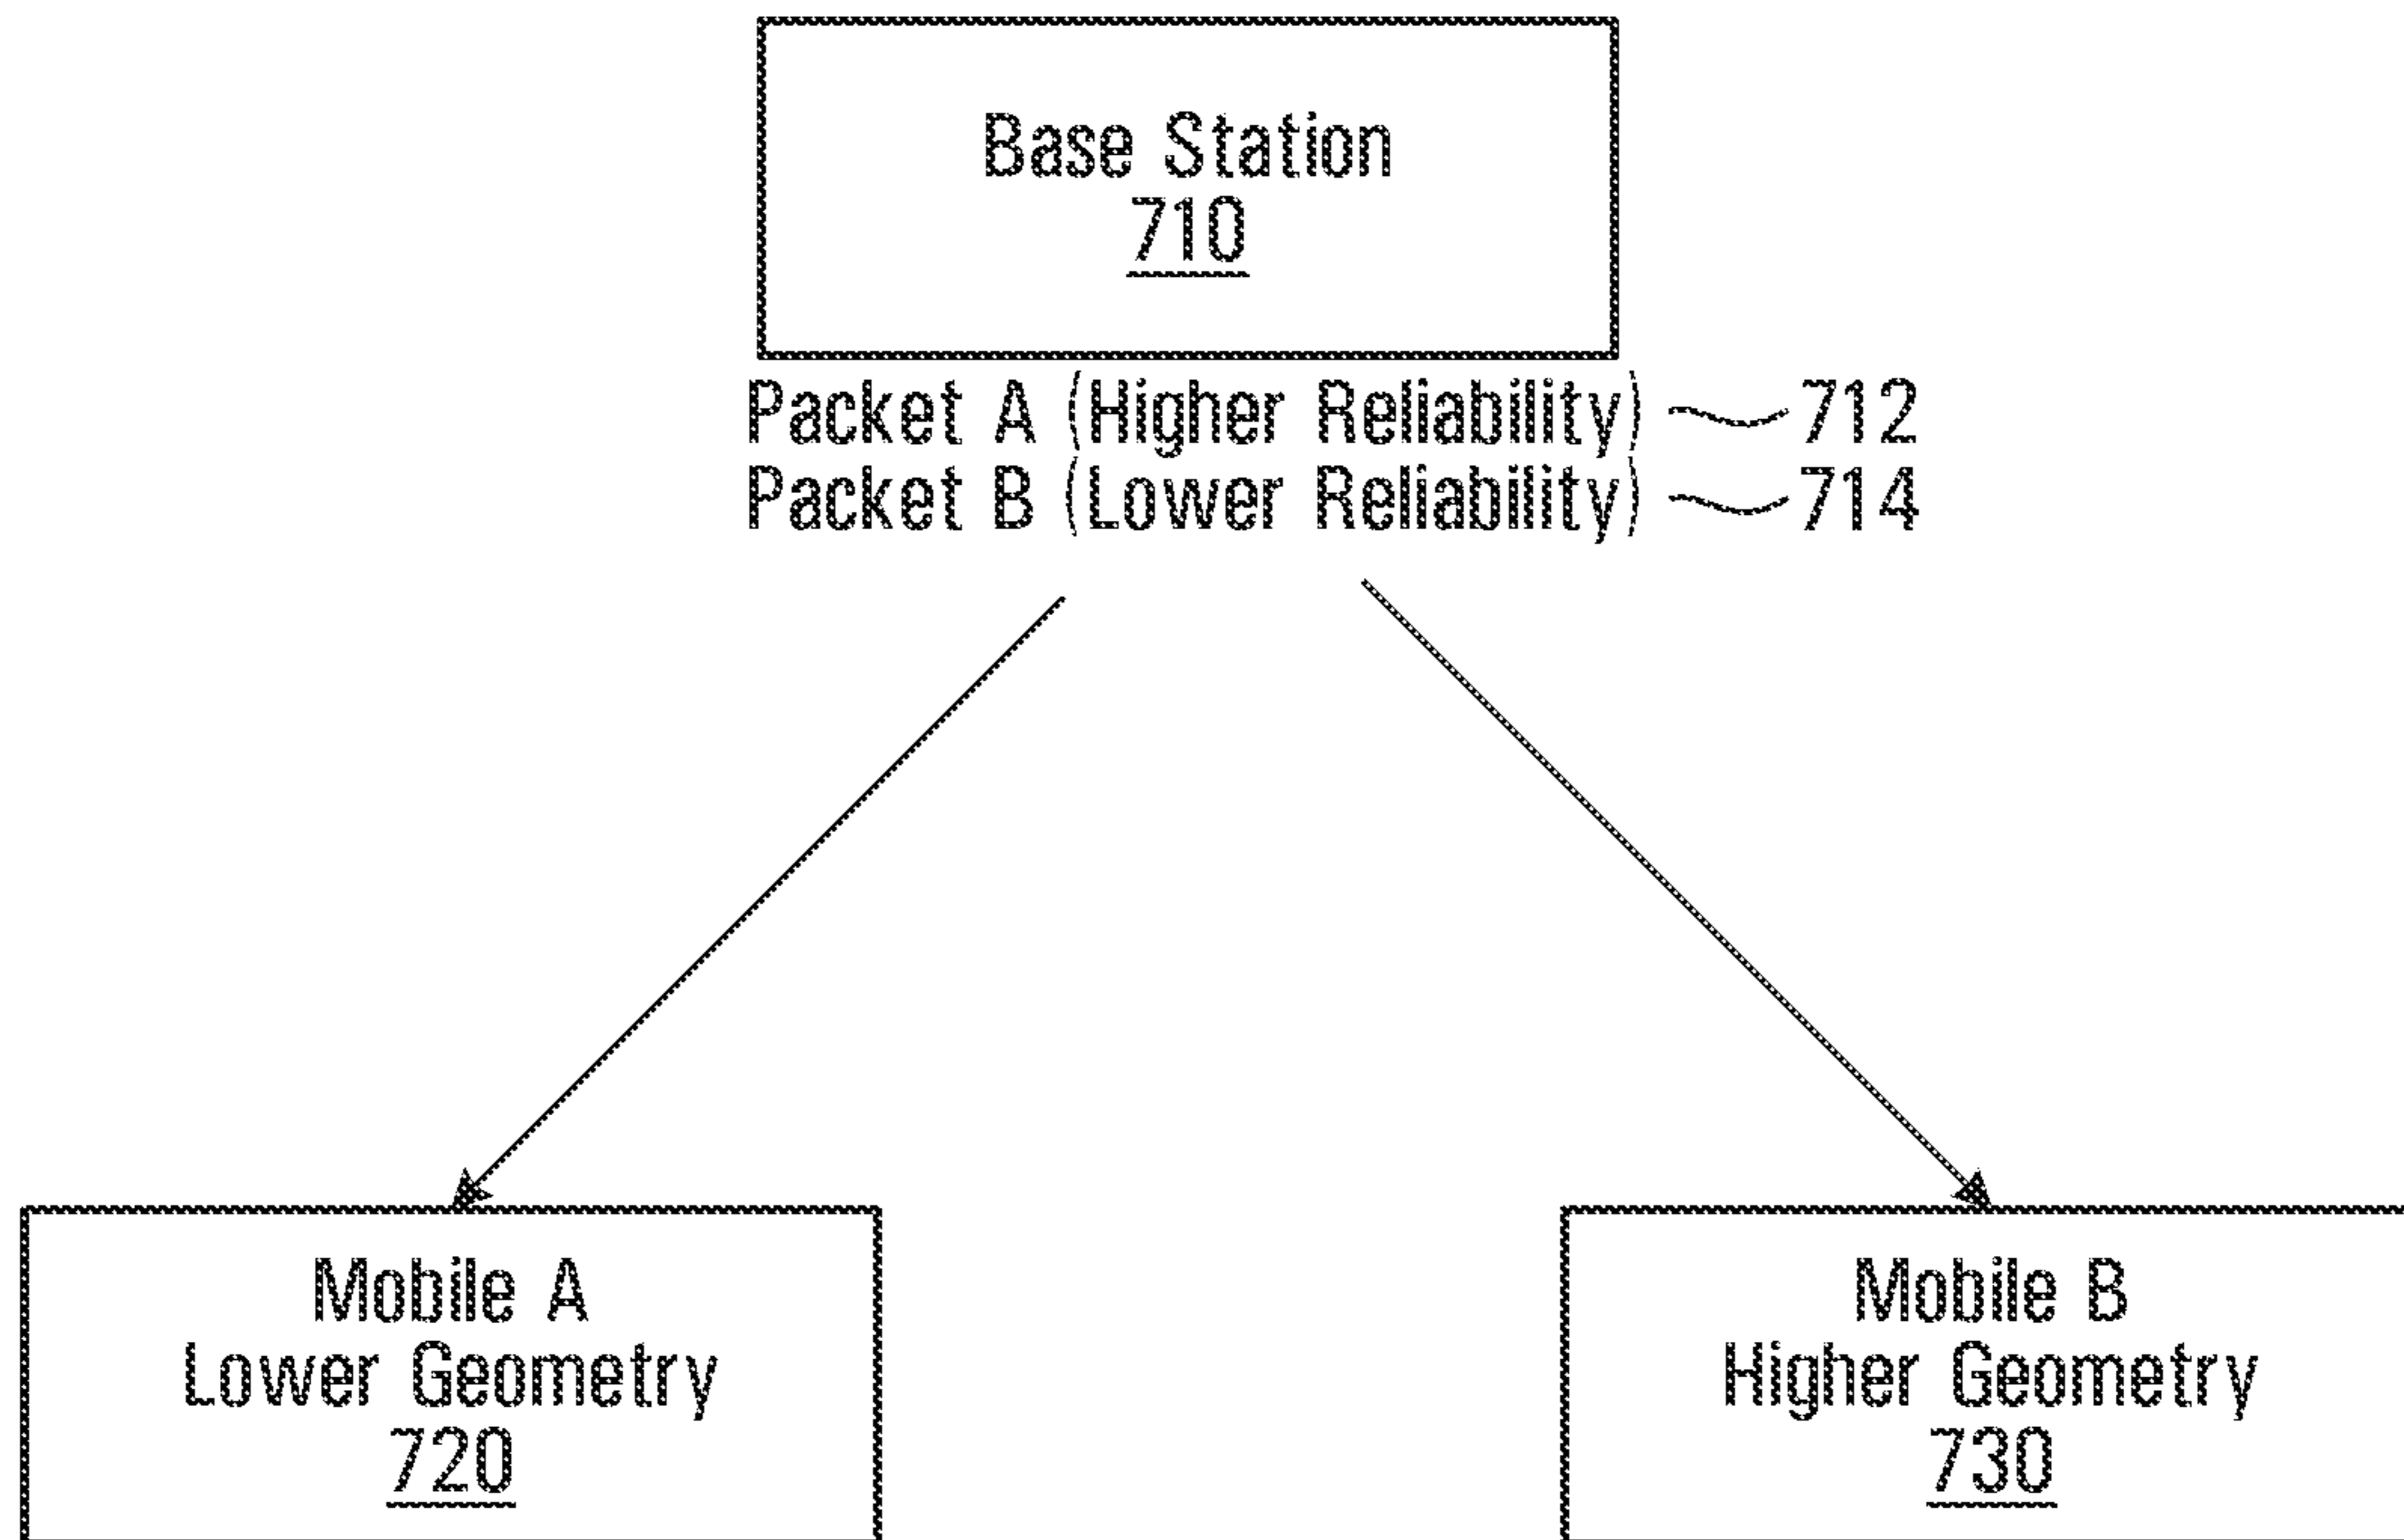 Base Station
710
Packet A (Higher Reliability) 712
Packet B (Lower Reliability) 714
Mobile A
Lower Geometry
720
Mobile B
Higher Geometry
730